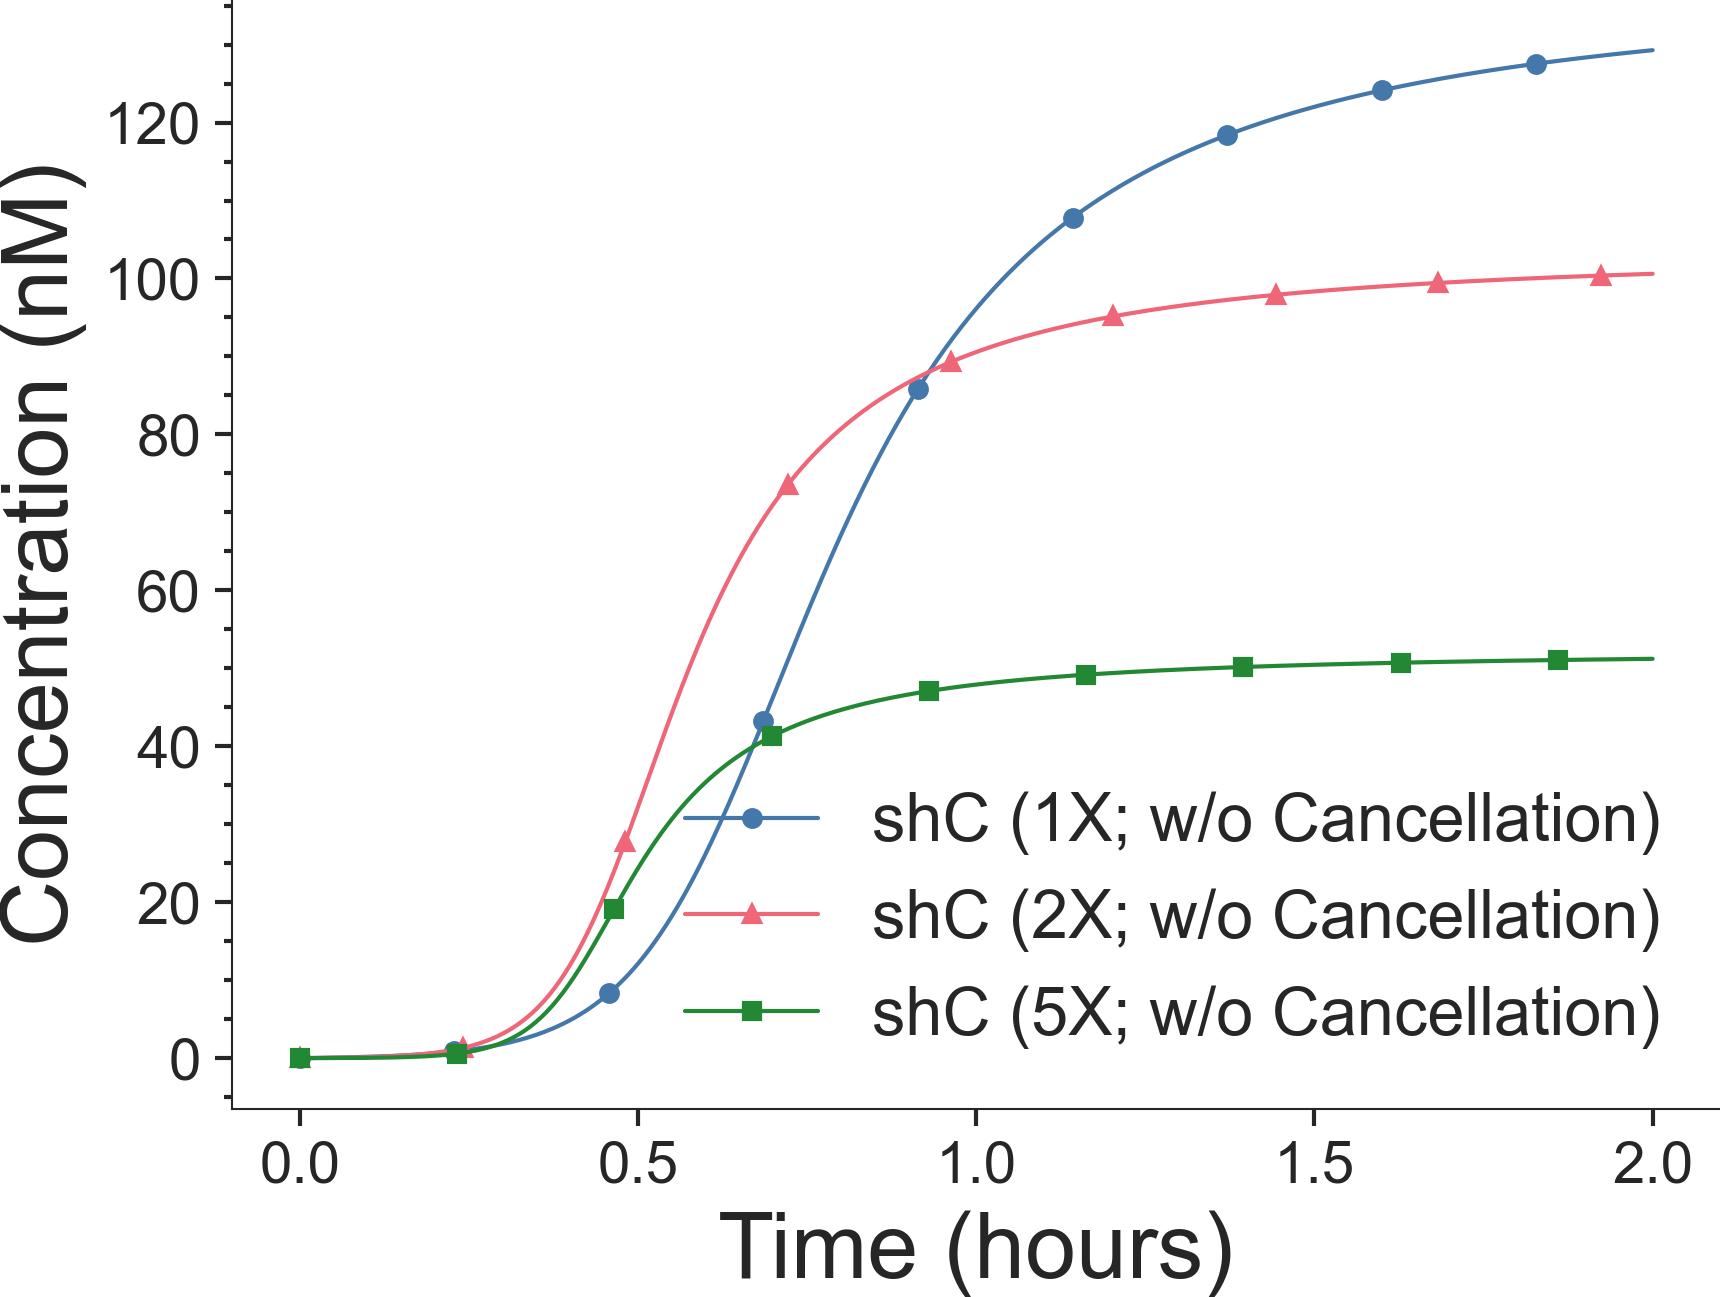 Concentration (nM)
120
100
80
60
40
20
0
shC (1X; w/o Cancellation)
shC (2X; w/o Cancellation)
shC (5X; w/o Cancellation)
0.0 0.5 1.0 1.5 2.0
Time (hours)